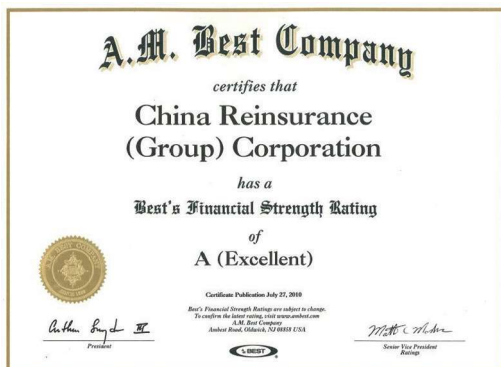 A.M. Best Company
certifies that
China Reinsurance
(Group) Corporation
has a
Best's Financial Strength Rating
of
A (Excellent)
Certificate Publication July 27, 2010
Best's Financial Strength Ratings are subject to change.
To confirm the latest rating, visit www.ambest.com
A.M. Best Company
Ambest Road, Oldwick, NJ 08858 USA
President
Senior Vice President
Ratings
BEST
A.M. BEST COMPANY